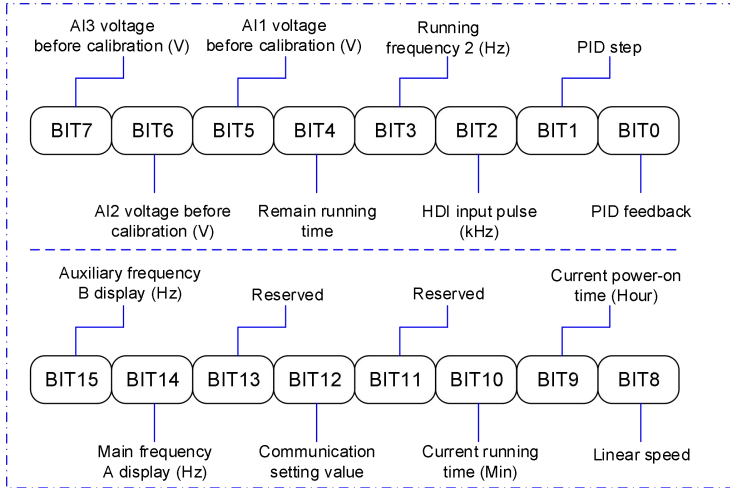 AI3 voltage
before calibration (V)
AI1 voltage
before calibration (V)
Running
frequency 2 (Hz)
PID step
BIT7 BIT6 BIT5 BIT4 BIT3 BIT2 BIT1 BIT0
AI2 voltage before
calibration (V)
Remain running
time
HDI input pulse
(kHz)
PID feedback
Auxiliary frequency
B display (Hz)
Reserved
Reserved
Current power-on
time (Hour)
BIT15 BIT14 BIT13 BIT12 BIT11 BIT10 BIT9 BIT8
Main frequency
A display (Hz)
Communication
setting value
Current running
time (Min)
Linear speed